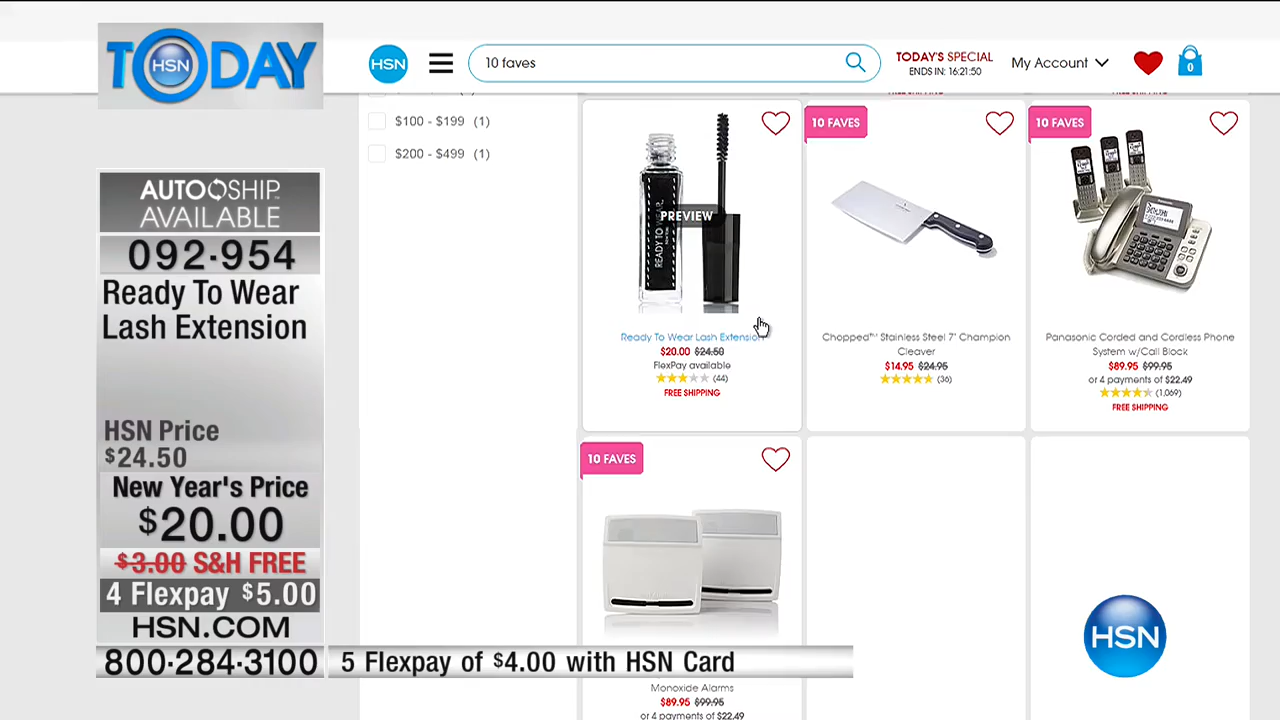 TODAY
HSN
HSN
10 faves
TODAY'S SPECIAL
ENDS IN: 16:21:50
My Account
0
$100 - $199 (1)
$200 - $499 (1)
AUTO SHIP
AVAILABLE
092-954
Ready To Wear
Lash Extension
HSN Price
$24.50
New Year's Price
$20.00
$3.00 S&H FREE
4 Flexpay $5.00
HSN.COM
800-284-3100
5 Flexpay of $4.00 with HSN Card
READY TO WEAR
PREVIEW
Ready To Wear Lash Extension
$20.00 $24.50
FlexPay available
(44)
FREE SHIPPING
10 FAVES
Chopped™ Stainless Steel 7" Champion
Cleaver
$14.95 $24.95
(36)
10 FAVES
Panasonic Corded and Cordless Phone
System w/Call Block
$89.95 $99.95
or 4 payments of $22.49
(1,069)
FREE SHIPPING
10 FAVES
Monoxide Alarms
$89.95 $99.95
or 4 payments of $22.49
HSN